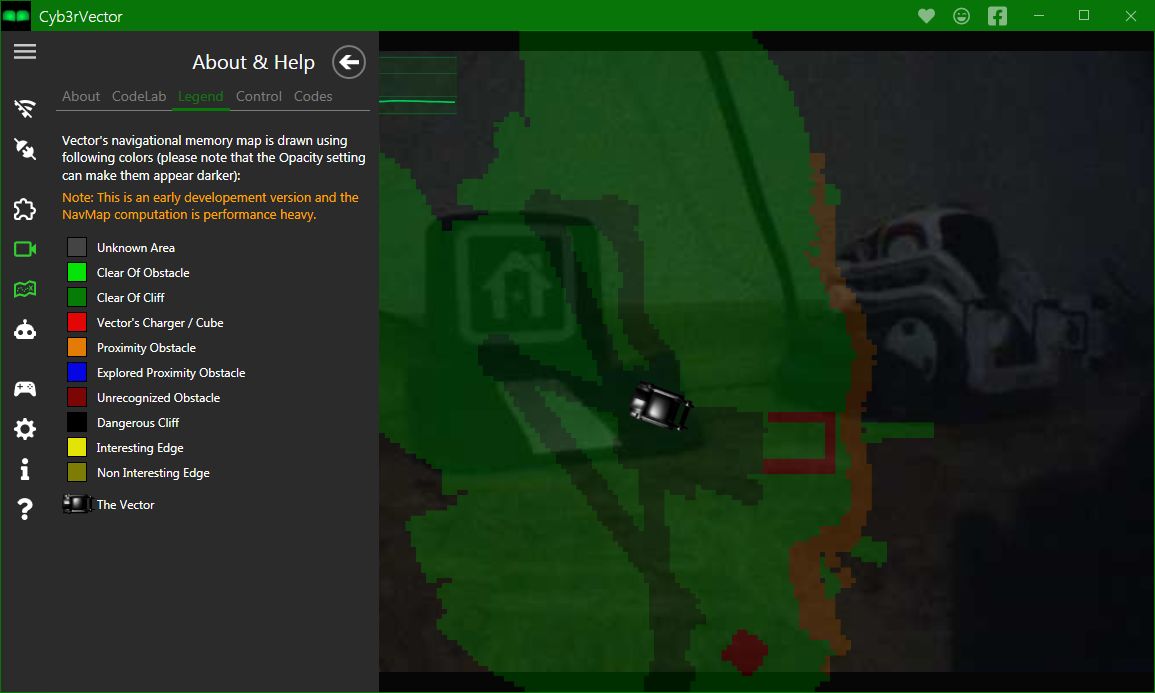 Cyb3rVector
About & Help
About CodeLab Legend Control Codes
Vector's navigational memory map is drawn using
following colors (please note that the Opacity setting
can make them appear darker):
Note: This is an early developement version and the
NavMap computation is performance heavy.
Unknown Area
Clear Of Obstacle
Clear Of Cliff
Vector's Charger / Cube
Proximity Obstacle
Explored Proximity Obstacle
Unrecognized Obstacle
Dangerous Cliff
Interesting Edge
Non Interesting Edge
The Vector